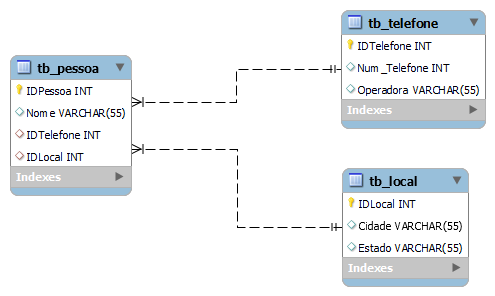 tb_pessoa
IDPessoa INT
Nome VARCHAR(55)
IDTelefone INT
IDLocal INT
Indexes
tb_telefone
IDTelefone INT
Num_Telefone INT
Operadora VARCHAR(55)
Indexes
tb_local
IDLocal INT
Cidade VARCHAR(55)
Estado VARCHAR(55)
Indexes